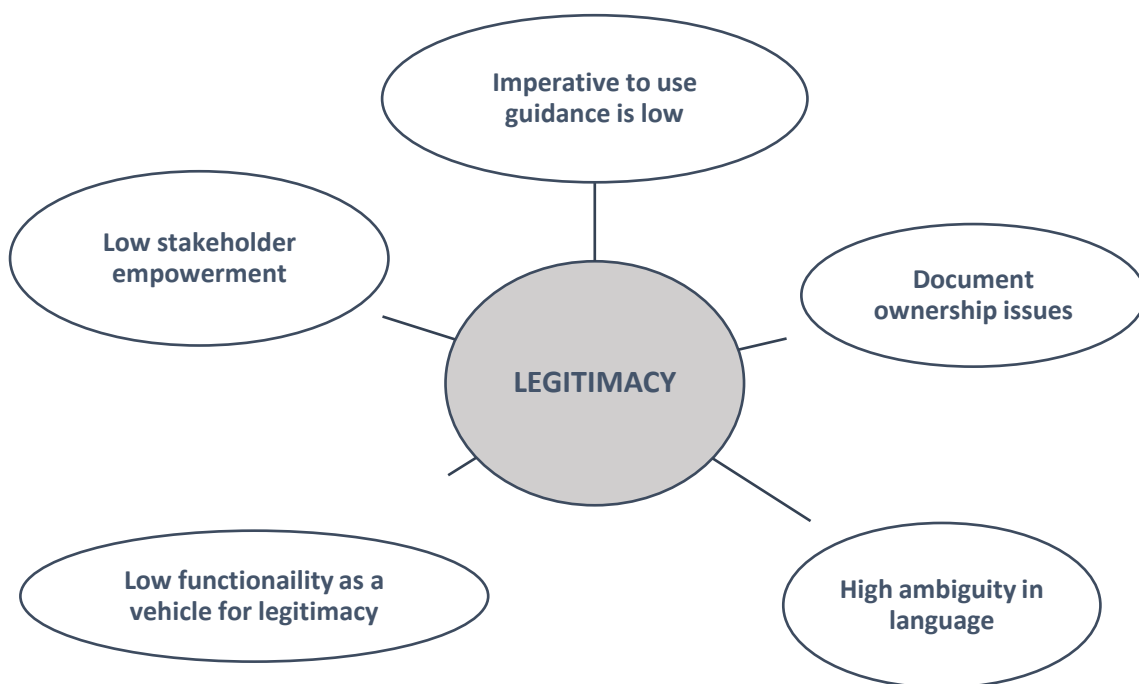 Imperative to use
guidance is low
Low stakeholder
empowerment
Document
ownership issues
LEGITIMACY
Low functionaility as a
vehicle for legitimacy
High ambiguity in
language